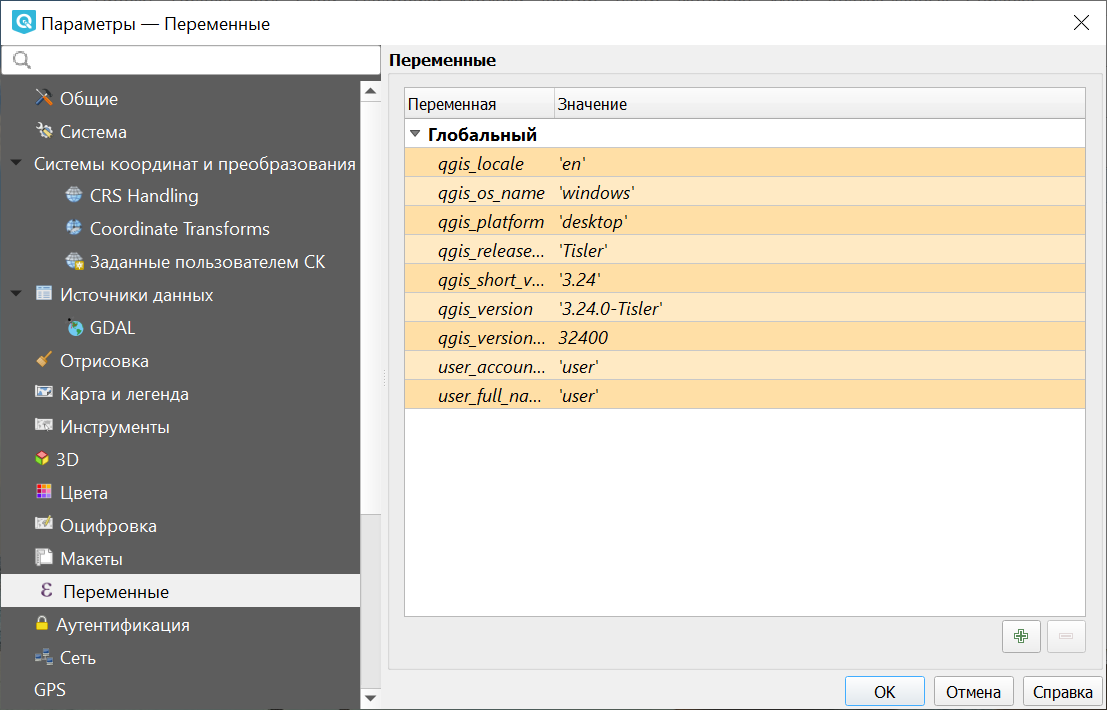 Параметры — Переменные
Общие
Система
Системы координат и преобразования
CRS Handling
Coordinate Transforms
Заданные пользователем СК
Источники данных
GDAL
Отрисовка
Карта и легенда
Инструменты
3D
Цвета
Оцифровка
Макеты
ε Переменные
Аутентификация
Сеть
GPS
Переменные
Переменная Значение
Глобальный
qgis_locale 'en'
qgis_os_name 'windows'
qgis_platform 'desktop'
qgis_release... 'Tisler'
qgis_short_v... '3.24'
qgis_version '3.24.0-Tisler'
qgis_version... 32400
user_accoun... 'user'
user_full_na... 'user'
OK Отмена Справка